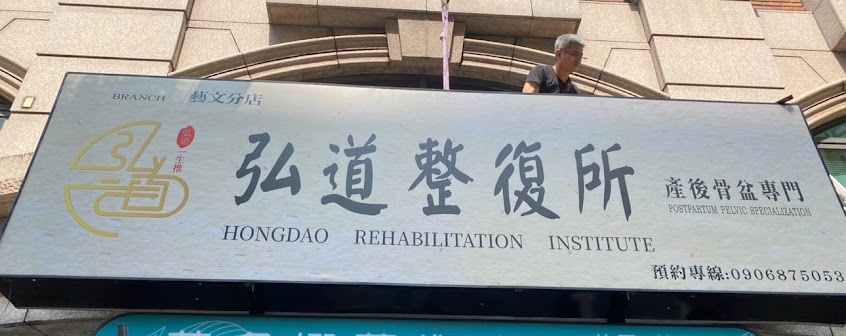 BRANCH 藝文分店
弘道
一生推
弘道整復所
HONGDAO REHABILITATION INSTITUTE
產後骨盆專門
POSTPARTUM PELVIC SPECIALIZATION
預約專線:0906875053